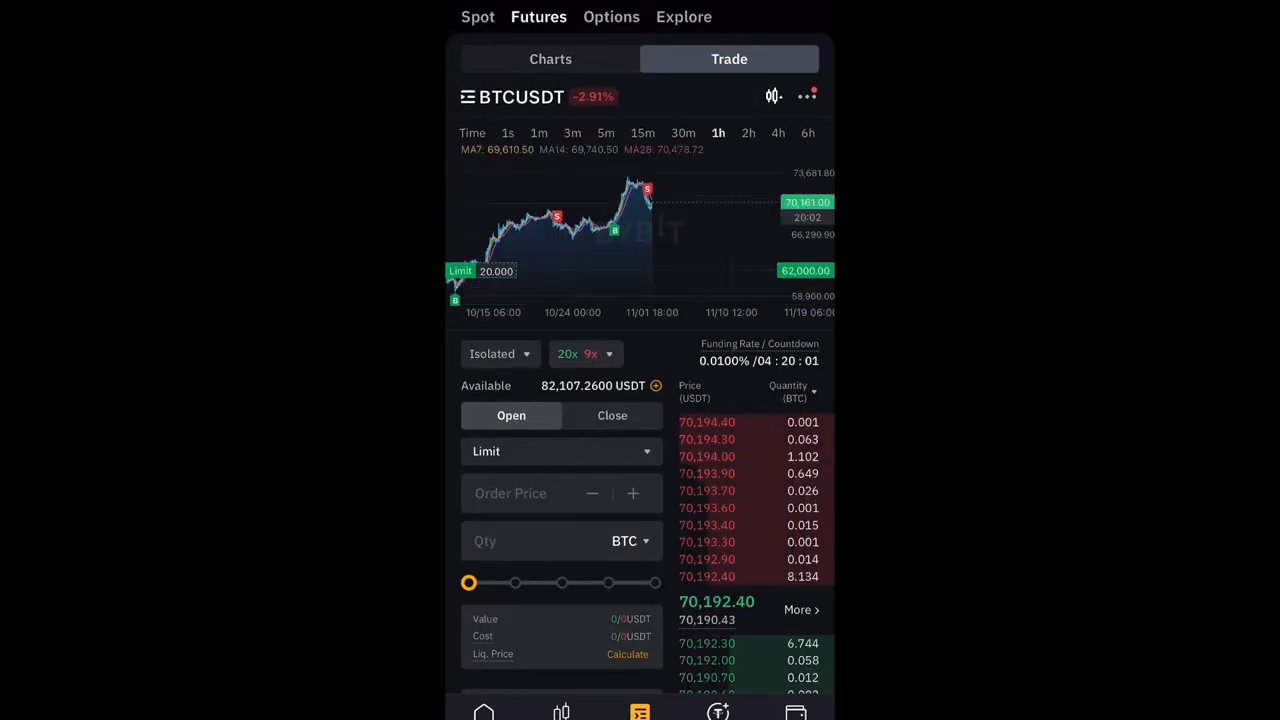 Spot Futures Options Explore
Charts Trade
BTCUSDT -2.91%
Time 1s 1m 3m 5m 15m 30m 1h 2h 4h 6h
MA7: 69,610.50 MA14: 69,740.50 MA28: 70,478.72
73,681.80
S
70,161.00
S
20:02
B
BYBIT
66,290.90
Limit 20.000
62,000.00
58,900.00
B
10/15 06:00 10/24 00:00 11/01 18:00 11/10 12:00 11/19 06:00
Isolated 20x 9x
Funding Rate / Countdown
0.0100% /04 : 20 : 01
Available 82,107.2600 USDT
Price Quantity
(USDT) (BTC)
Open Close
70,194.40 0.001
70,194.30 0.063
Limit
70,194.00 1.102
70,193.90 0.649
Order Price
70,193.70 0.026
70,193.60 0.001
70,193.40 0.015
Qty BTC
70,193.30 0.001
70,192.90 0.014
70,192.40 8.134
70,192.40
More >
70,190.43
Value 0/0USDT
Cost 0/0USDT
Liq. Price Calculate
70,192.30 6.744
70,192.00 0.058
70,190.70 0.012